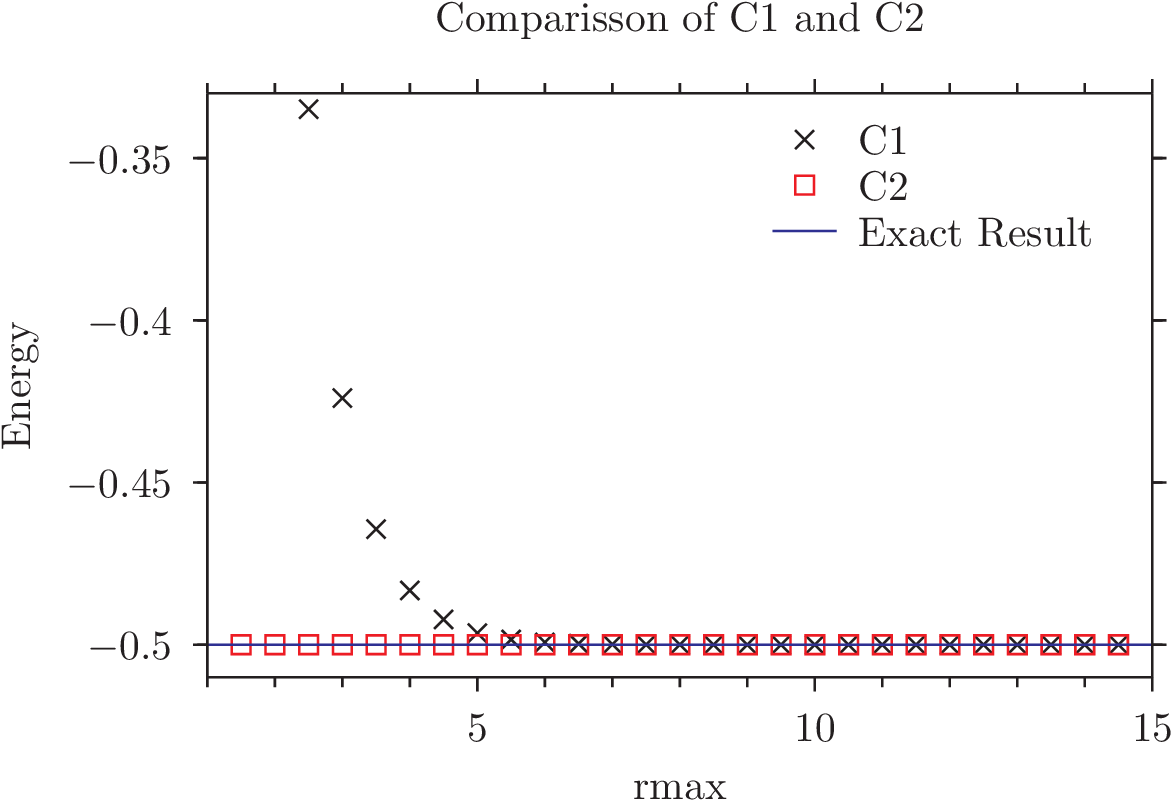 Comparisson of C1 and C2
C1
C2
Exact Result
−0.35
−0.4
−0.45
−0.5
Energy
5
10
15
rmax